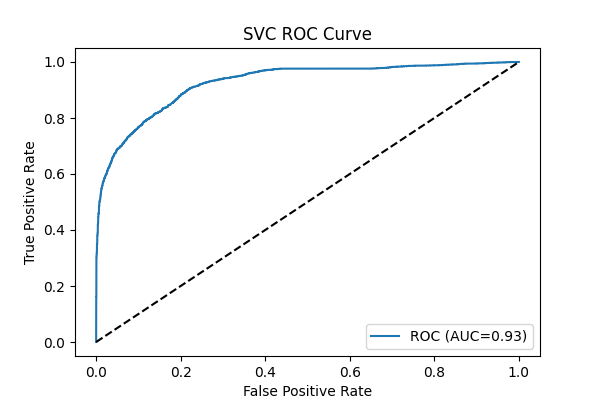 SVC ROC Curve
True Positive Rate
1.0
0.8
0.6
0.4
0.2
0.0
ROC (AUC=0.93)
0.0 0.2 0.4 0.6 0.8 1.0
False Positive Rate